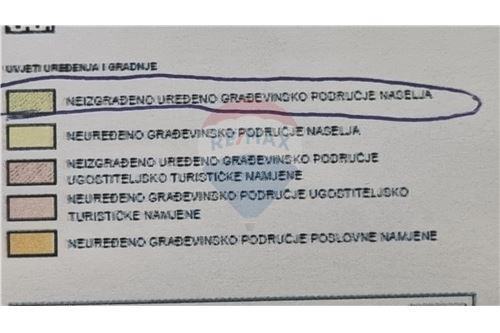 UVJETI UREĐENJA I GRADNJE
NEIZGRAĐENO UREĐENO GRAĐEVINSKO PODRUČJE NASELJA
NEUREĐENO GRAĐEVINSKO PODRUČJE NASELJA
NEIZGRAĐENO UREĐENO GRAĐEVINSKO PODRUČJE
UGOSTITELJSKO TURISTIČKE NAMJENE
NEUREĐENO GRAĐEVINSKO PODRUČJE UGOSTITELJSKO
TURISTIČKE NAMJENE
NEUREĐENO GRAĐEVINSKO PODRUČJE POSLOVNE NAMJENE
RE/MAX